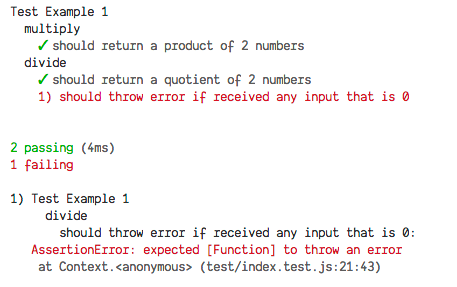 Test Example 1
multiply
✓ should return a product of 2 numbers
divide
✓ should return a quotient of 2 numbers
1) should throw error if received any input that is 0
2 passing (4ms)
1 failing
1) Test Example 1
divide
should throw error if received any input that is 0:
AssertionError: expected [Function] to throw an error
at Context.<anonymous> (test/index.test.js:21:43)